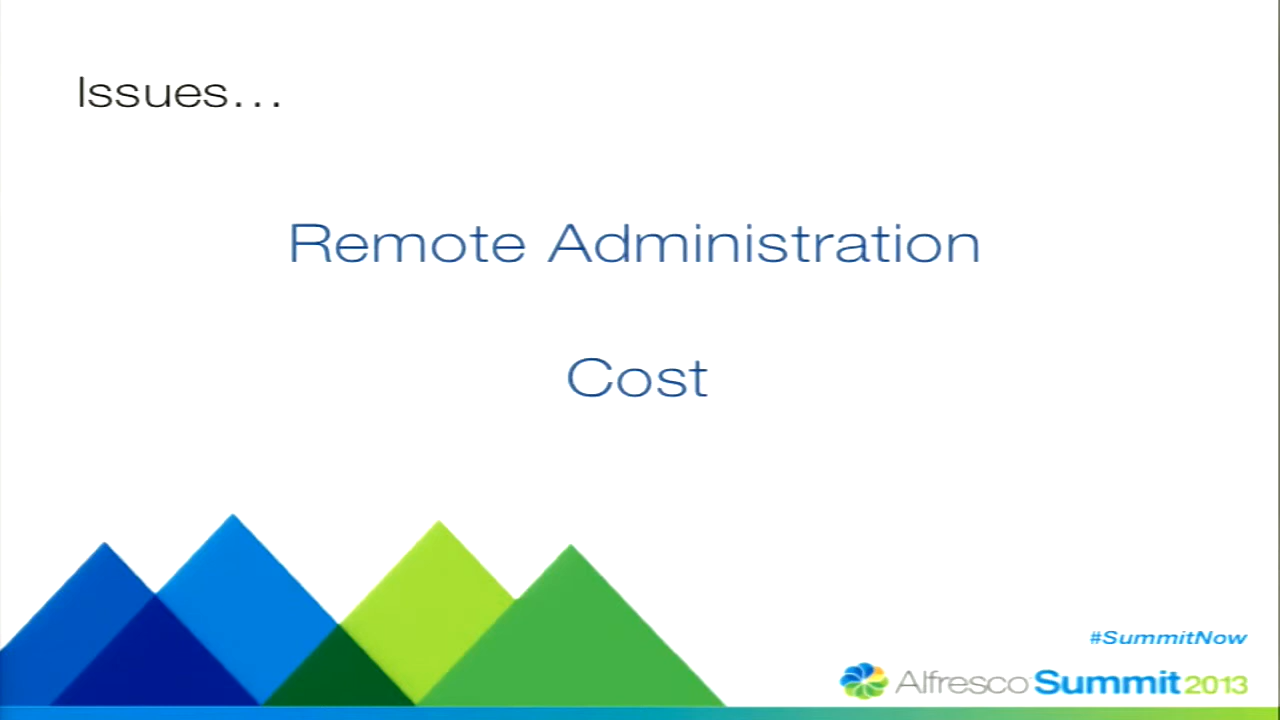 Issues...
Remote Administration
Cost
#SummitNow
Alfresco Summit 2013